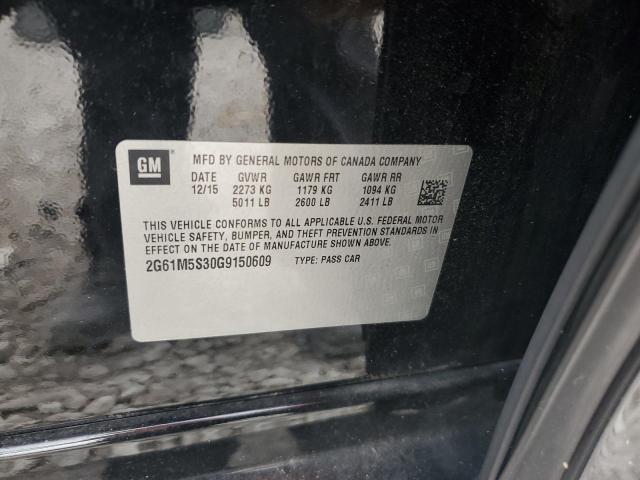 GM
MFD BY GENERAL MOTORS OF CANADA COMPANY
DATE GVWR GAWR FRT GAWR RR
12/15 2273 KG 1179 KG 1094 KG
5011 LB 2600 LB 2411 LB
THIS VEHICLE CONFORMS TO ALL APPLICABLE U.S. FEDERAL MOTOR
VEHICLE SAFETY, BUMPER, AND THEFT PREVENTION STANDARDS IN
EFFECT ON THE DATE OF MANUFACTURE SHOWN ABOVE.
2G61M5S30G9150609 TYPE: PASS CAR